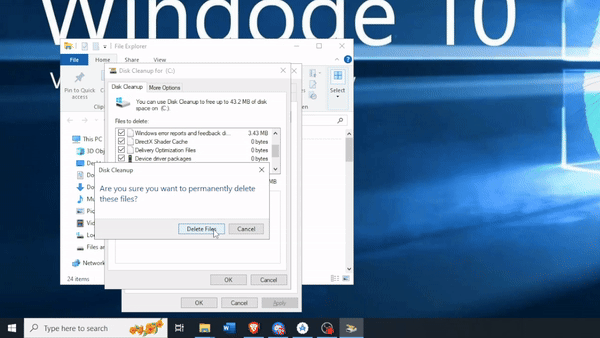 Windode 10
File Explorer
File
Home
Share
Pin to Quick
access
Select
Clip
Disk Cleanup for (C:)
Disk Cleanup
More Options
You can use Disk Cleanup to free up to 43.2 MB of disk
space on (C:).
Files to delete:
Windows error reports and feedback di... 3.43 MB
DirectX Shader Cache 0 bytes
Delivery Optimization Files 0 bytes
Device driver packages 0 bytes
MB
This PC
3D Obj
Desk
Do
Do
Mu
Pic
Vide
Loc
Files a
Network
24 items
Disk Cleanup
Are you sure you want to permanently delete
these files?
Delete Files
Cancel
OK
Cancel
OK
Cancel
Apply
Type here to search